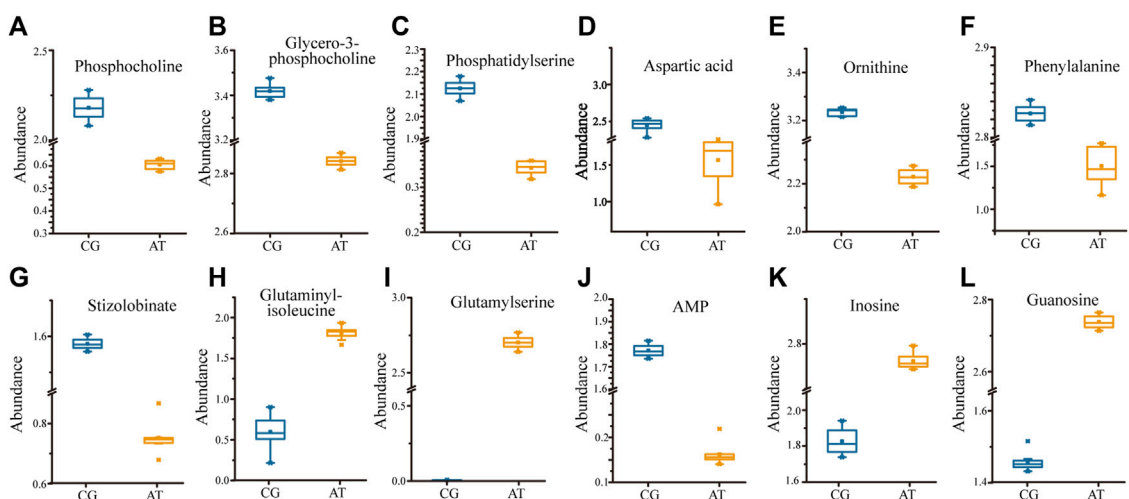 A
Phosphocholine
Abundance
2.5
2.0
0.6
0.5
0.4
0.3
CG
AT
B
Glycero-3-
phosphocholine
Abundance
3.6
3.4
3.2
2.8
2.6
CG
AT
C
Phosphatidylserine
Abundance
2.3
2.2
2.1
2.0
0.3
0.2
CG
AT
D
Aspartic acid
Abundance
3.0
2.5
1.5
1.0
CG
AT
E
Ornithine
Abundance
3.4
3.2
2.2
2.0
CG
AT
F
Phenylalanine
Abundance
2.8
1.5
1.0
CG
AT
G
Stizolobinate
Abundance
1.6
0.8
0.7
0.6
CG
AT
H
Glutaminyl-
isoleucine
Abundance
2.0
1.5
1.0
0.5
0.0
CG
AT
I
Glutamylserine
Abundance
3.0
2.7
0.5
0.0
CG
AT
J
AMP
Abundance
2.0
1.9
1.8
1.7
1.6
0.2
0.1
CG
AT
K
Inosine
Abundance
2.8
2.0
1.8
1.6
CG
AT
L
Guanosine
Abundance
2.8
2.6
1.6
1.4
CG
AT